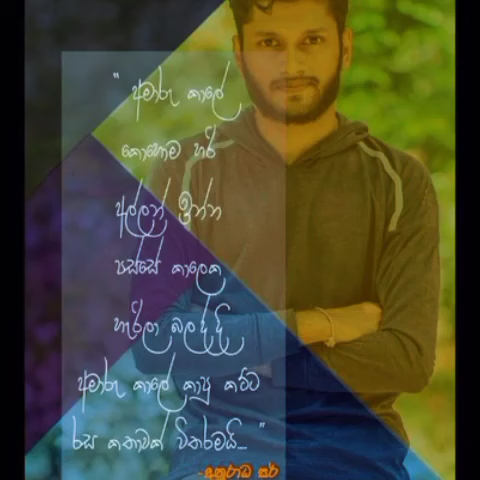 " අමාරු කාලේ
කොහොම හරි
අල්ලන් ඉන්න
පස්සේ කාලෙක
හැරිලා බලද්දි
අමාරු කාලේ කාපු කට්ට
රස කතාවක් විතරමයි... "
- අනුරාධ සර්